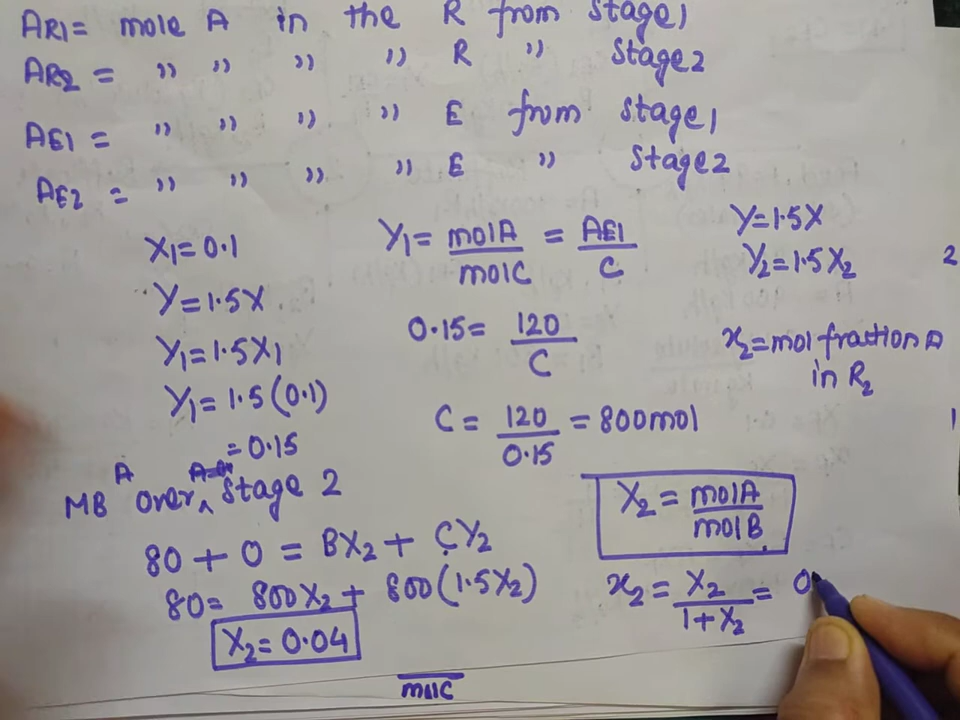 AR1 = mole A in the R from Stage1
AR2 = " " " " R " Stage2
AE1 = " " " " E from Stage1
AE2 = " " " " E " Stage2
X1=0.1
Y=1.5X
Y1=1.5X1
Y1=1.5(0.1)
=0.15
Y1= molA/molC = AE1/C
0.15= 120/C
C= 120/0.15 =800mol
Y=1.5X
Y2=1.5X2
2
x2=mol fraction A
in R2
1
MB A over stage 2
80+0 = BX2+ CY2
80= 800X2+ 800(1.5X2)
X2=0.04
X2= molA/molB
x2= X2/1+X2 = 0